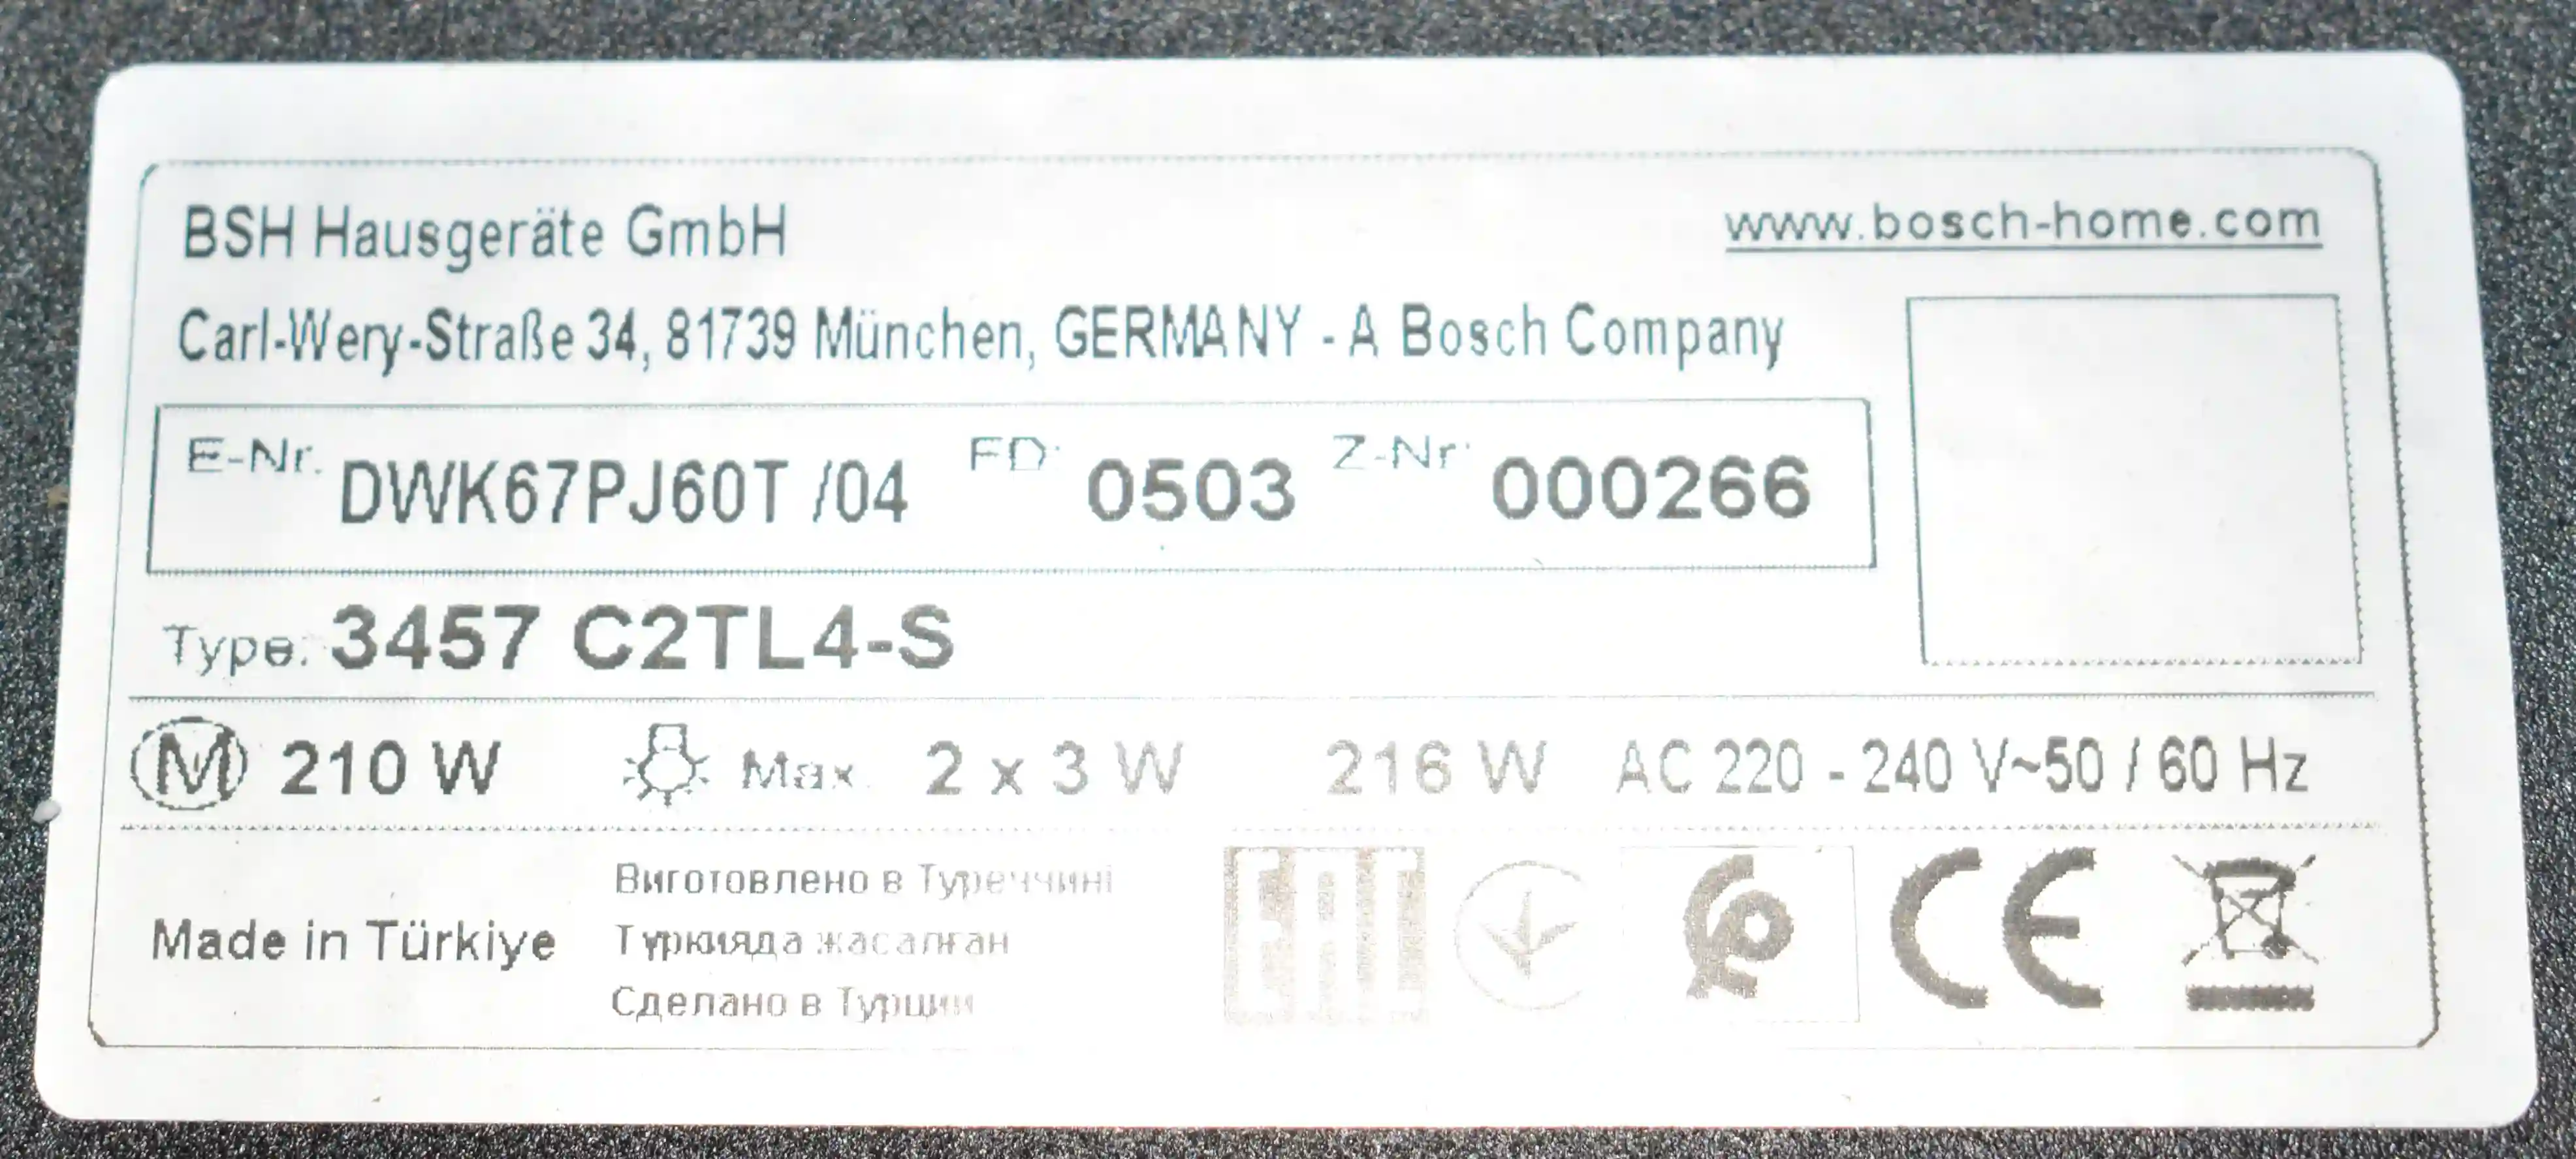 BSH Hausgeräte GmbH
www.bosch-home.com
Carl-Wery-Straße 34, 81739 München, GERMANY - A Bosch Company
E-Nr. DWK67PJ60T /04 FD: 0503 Z-Nr: 000266
Type: 3457 C2TL4-S
M 210 W Max. 2 x 3 W 216 W AC 220 - 240 V~50 / 60 Hz
Made in Türkiye
Виготовлено в Туреччині
Түркияда жасалған
Сделано в Турции
EAC
CE